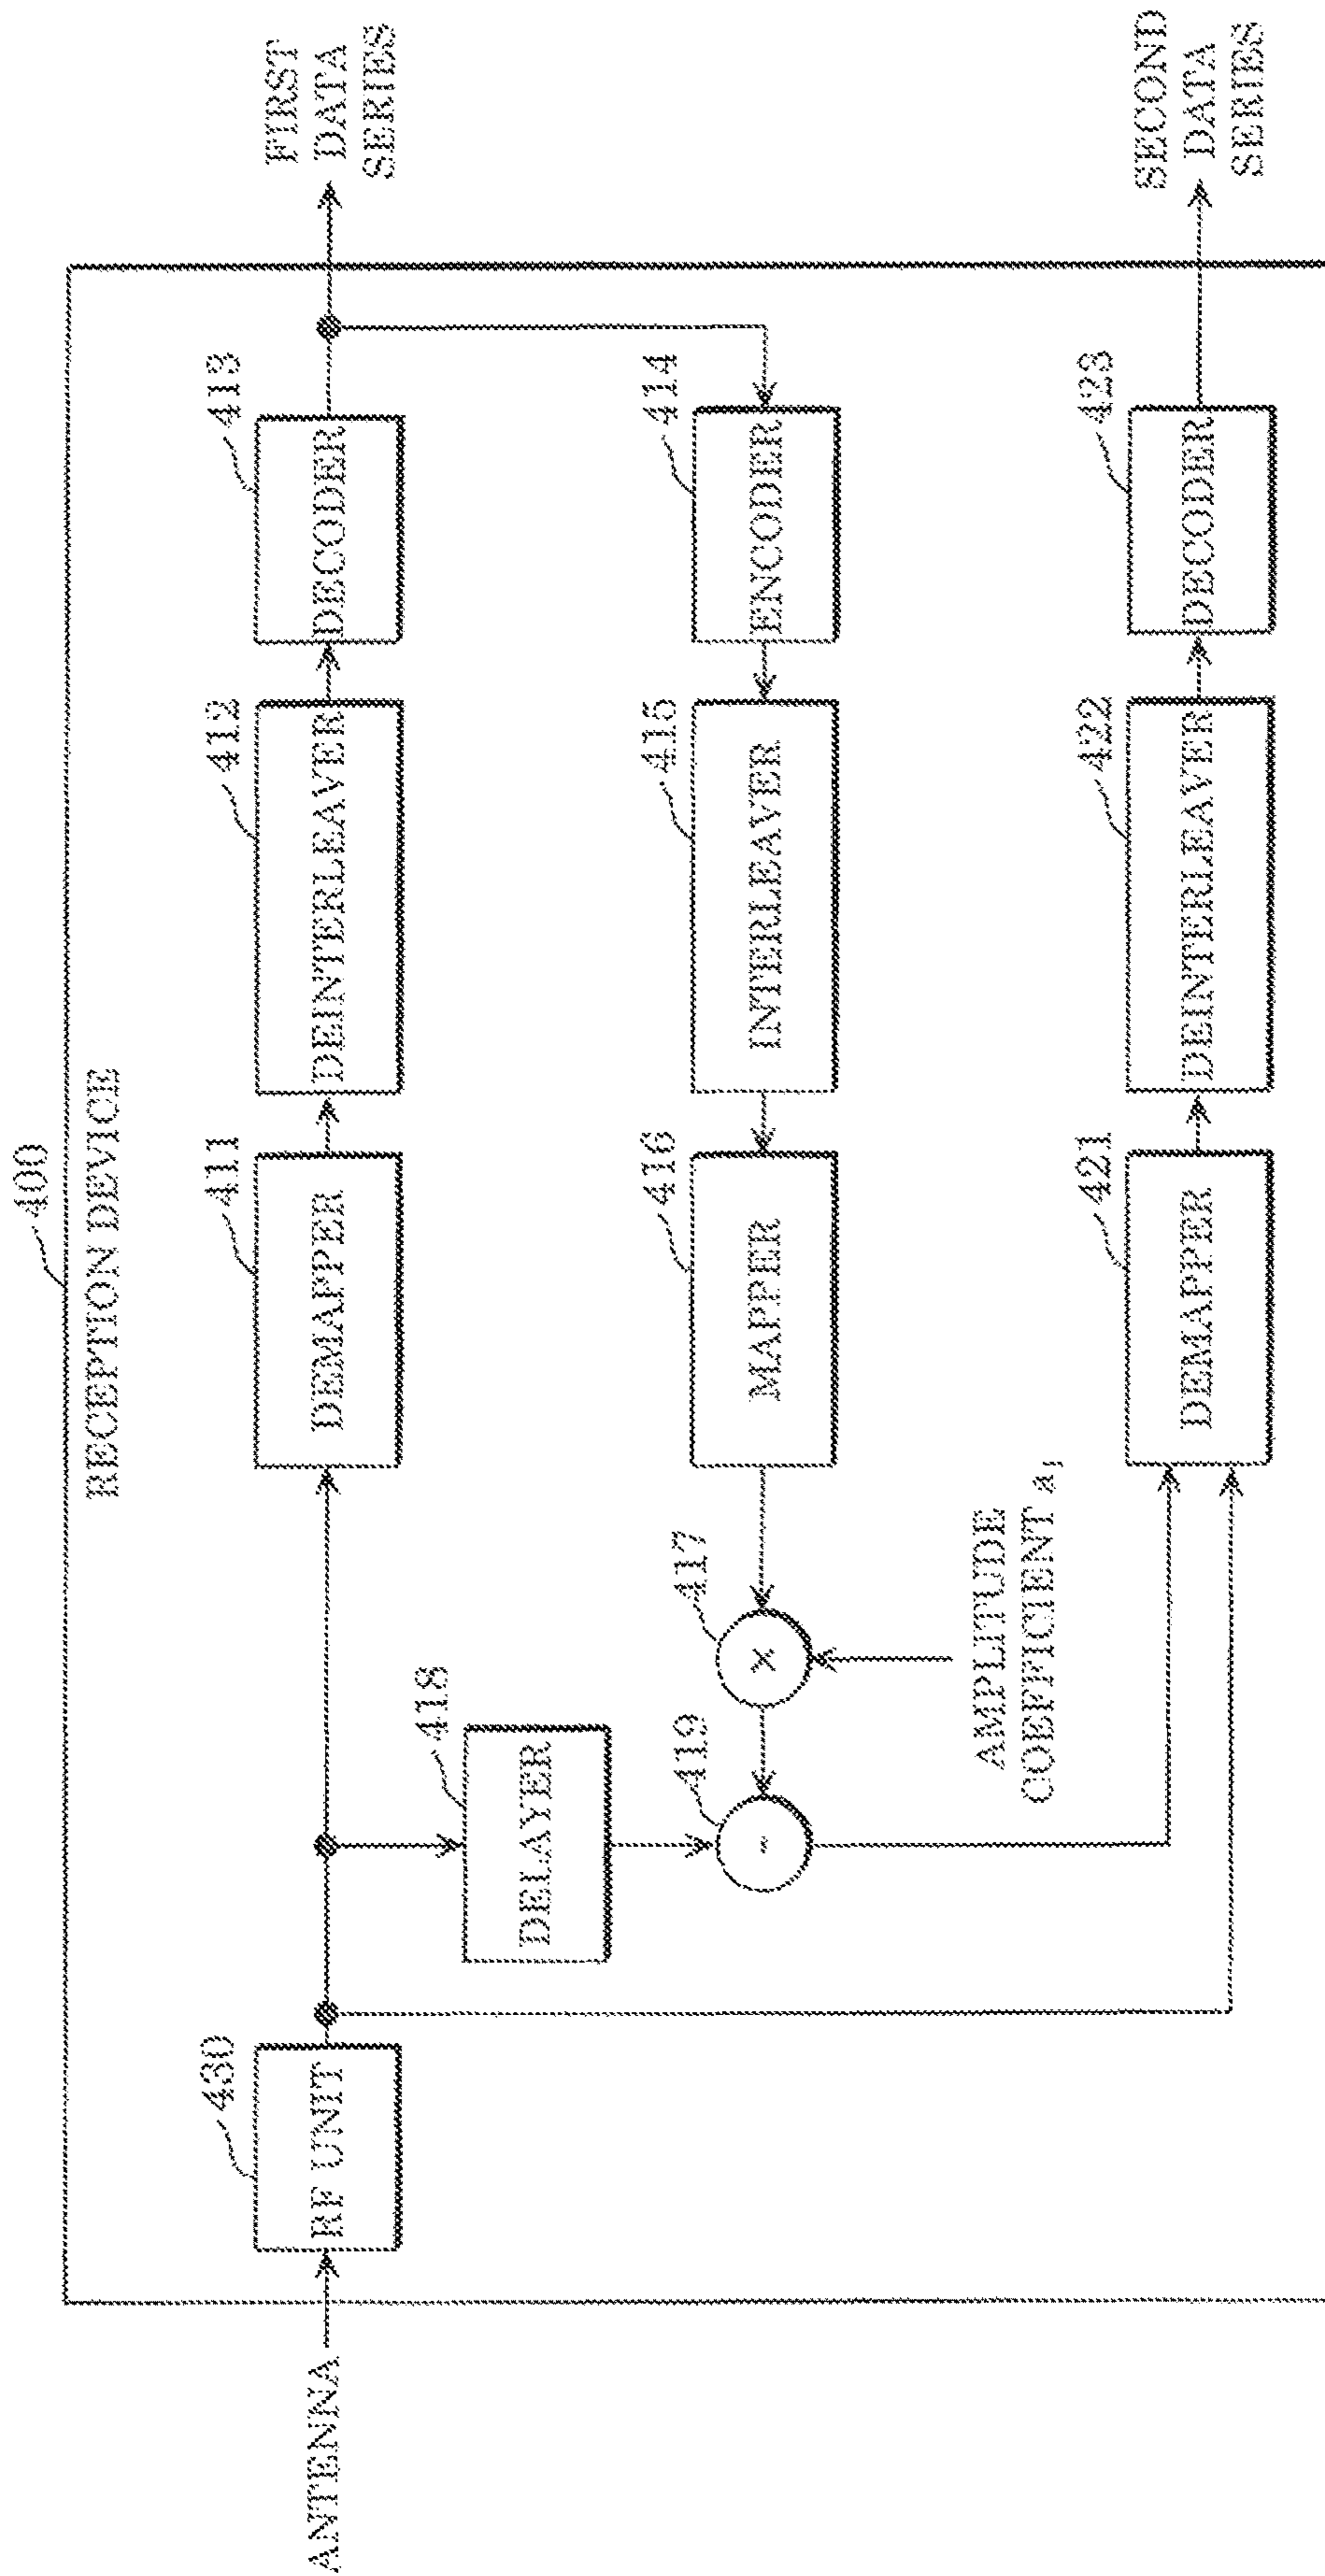 400
RECEPTION DEVICE
ANTENNA
430
RF UNIT
411
DEMAPPER
412
DEINTERLEAVER
413
DECODER
FIRST
DATA
SERIES
418
DELAYER
419
-
417
×
AMPLITUDE
COEFFICIENT a₁
416
MAPPER
415
INTERLEAVER
414
ENCODER
421
DEMAPPER
422
DEINTERLEAVER
423
DECODER
SECOND
DATA
SERIES